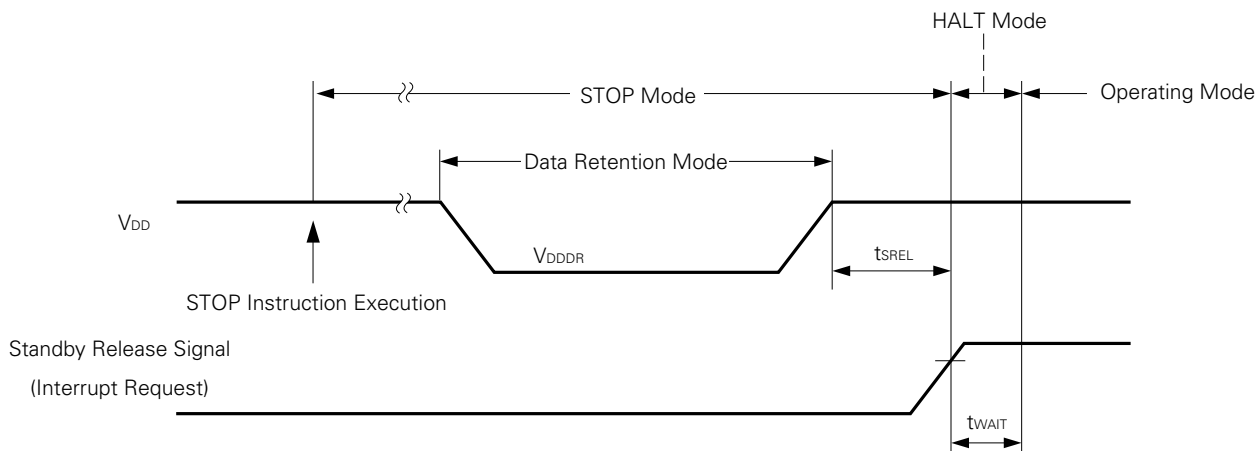 HALT Mode
STOP Mode
Operating Mode
Data Retention Mode
VDD
VDDDR
tSREL
STOP Instruction Execution
Standby Release Signal
(Interrupt Request)
tWAIT